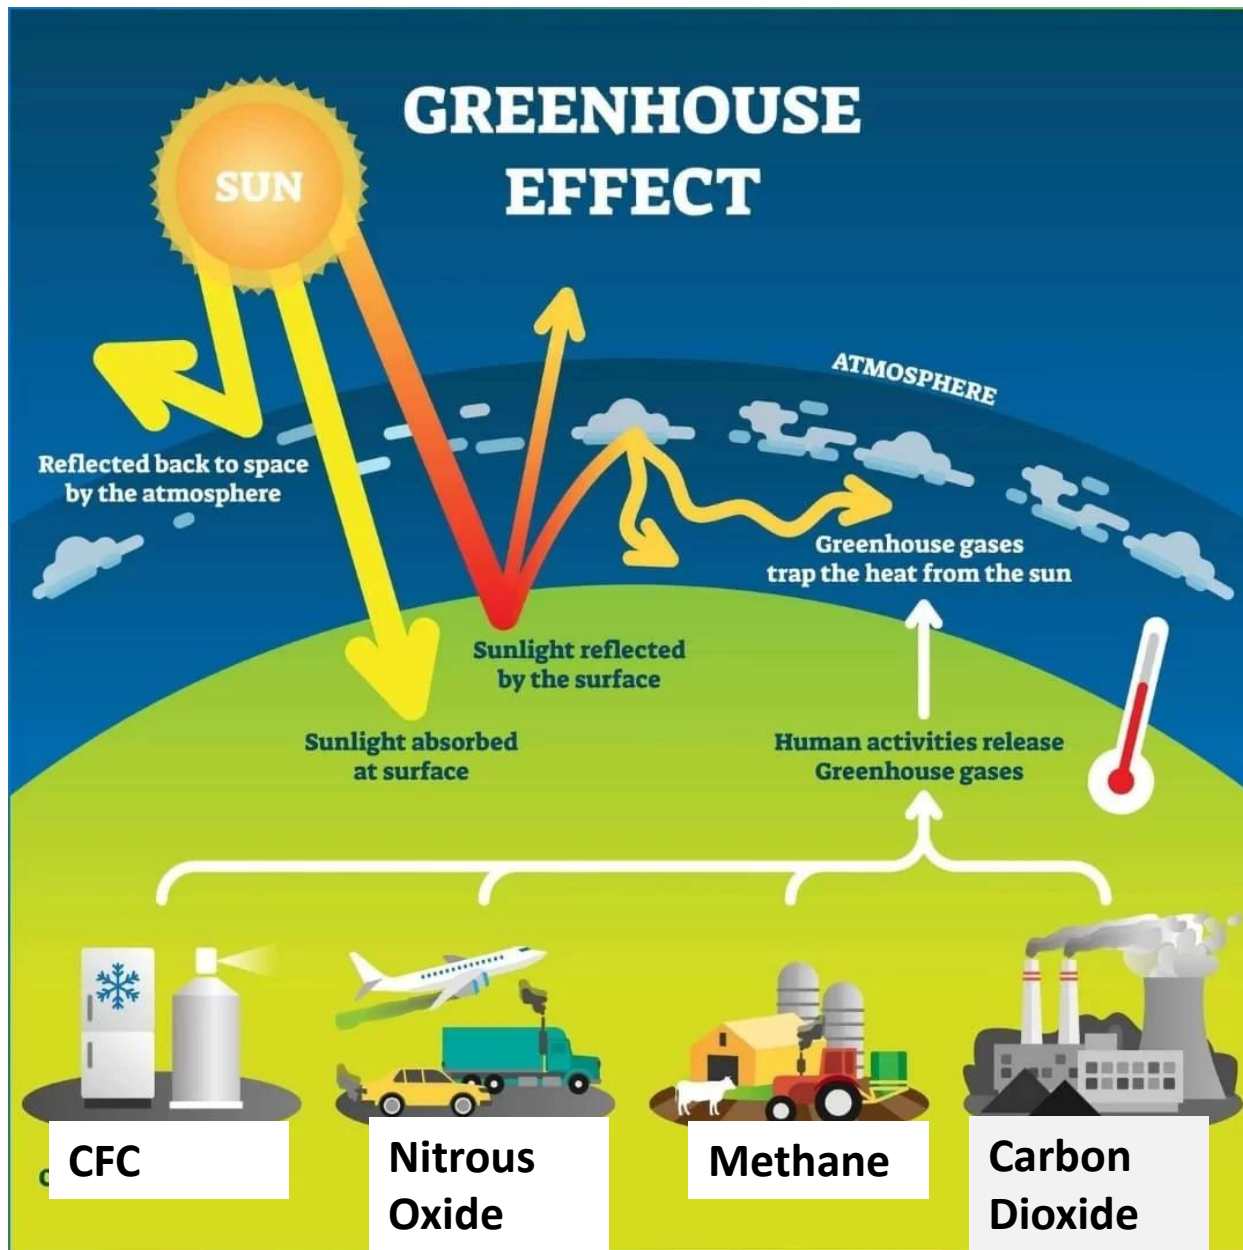 GREENHOUSE
EFFECT
SUN
ATMOSPHERE
Reflected back to space
by the atmosphere
Greenhouse gases
trap the heat from the sun
Sunlight reflected
by the surface
Sunlight absorbed
at surface
Human activities release
Greenhouse gases
CFC
Nitrous
Oxide
Methane
Carbon
Dioxide